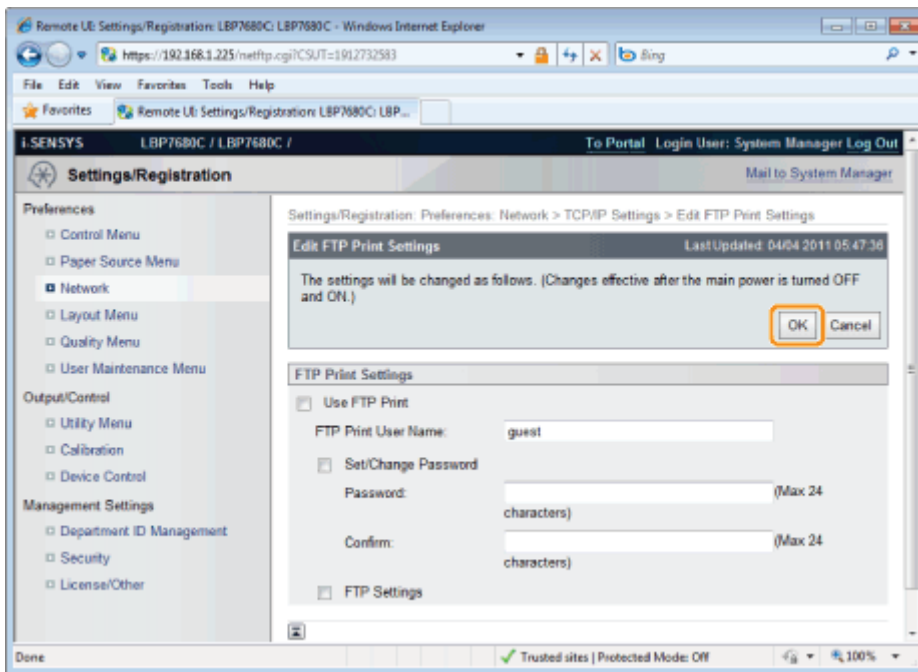 Remote UI: Settings/Registration: LBP7680C: LBP7680C - Windows Internet Explorer
https://192.168.1.225/netftp.cgi?CSUT=1912732583
Bing
File Edit View Favorites Tools Help
Favorites
Remote UI: Settings/Registration: LBP7680C: LBP...
i-SENSYS LBP7680C / LBP7680C / To Portal Login User: System Manager Log Out
Settings/Registration Mail to System Manager
Preferences
Control Menu
Paper Source Menu
Network
Layout Menu
Quality Menu
User Maintenance Menu
Output/Control
Utility Menu
Calibration
Device Control
Management Settings
Department ID Management
Security
License/Other
Settings/Registration: Preferences: Network > TCP/IP Settings > Edit FTP Print Settings
Edit FTP Print Settings Last Updated: 04/04 2011 05:47:36
The settings will be changed as follows. (Changes effective after the main power is turned OFF
and ON.)
OK Cancel
FTP Print Settings
Use FTP Print
FTP Print User Name: guest
Set/Change Password
Password: (Max 24
characters)
Confirm: (Max 24
characters)
FTP Settings
Done Trusted sites | Protected Mode: Off 100%